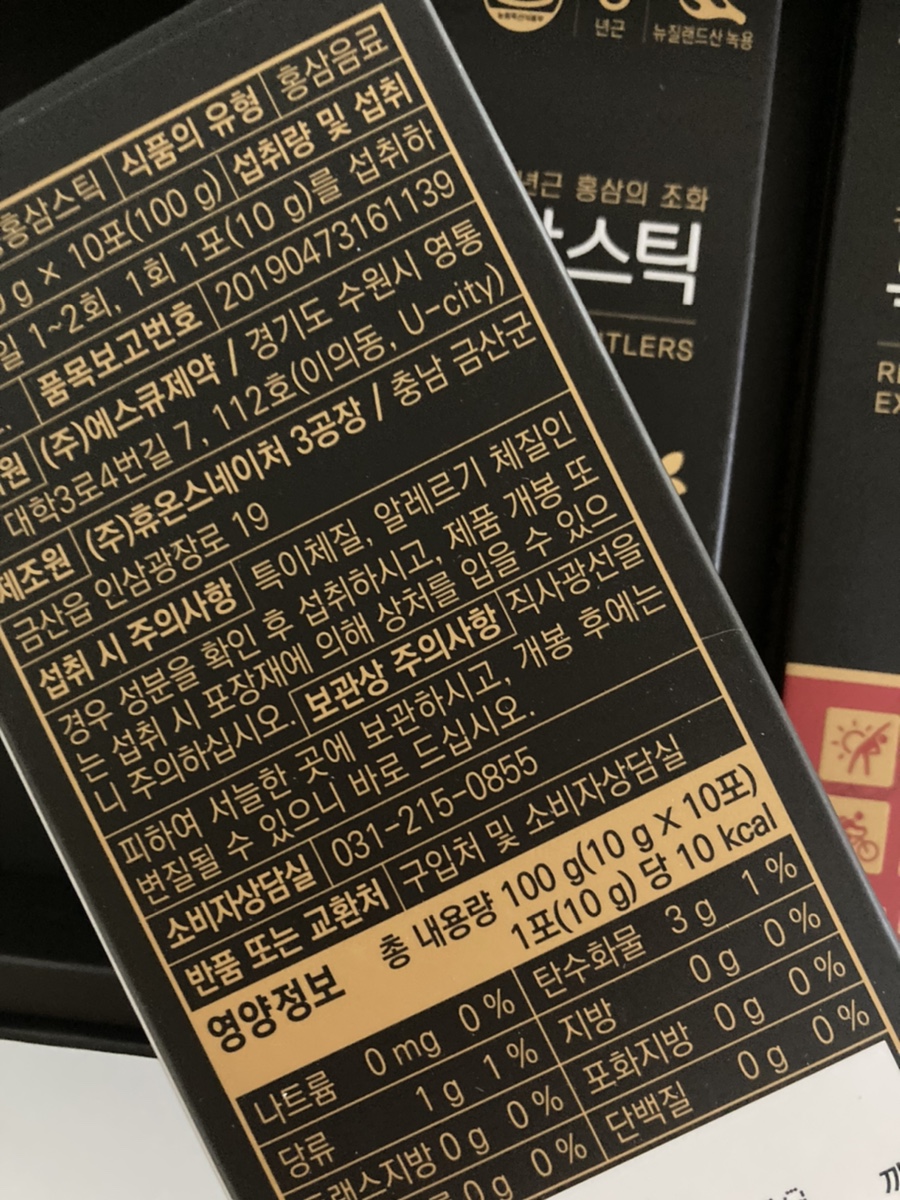 홍삼스틱 식품의 유형 홍삼음료
g × 10포(100 g) 섭취량 및 섭취
1~2회, 1회 1포(10 g)를 섭취하
품목보고번호 20190473161139
(주)에스큐제약 / 경기도 수원시 영통
대학3로4번길 7, 112호(이의동, U-city)
제조원 (주)휴온스네이처 3공장 / 충남 금산군
금산읍 인삼광장로 19
섭취 시 주의사항 특이체질, 알레르기 체질인
경우 성분을 확인 후 섭취하시고, 제품 개봉 또
는 섭취 시 포장재에 의해 상처를 입을 수 있으
니 주의하십시오. 보관상 주의사항 직사광선을
피하여 서늘한 곳에 보관하시고, 개봉 후에는
변질될 수 있으니 바로 드십시오.
소비자상담실 031-215-0855
반품 또는 교환처 구입처 및 소비자상담실
영양정보 총 내용량 100 g(10 g X 10포)
1포(10 g) 당 10 kcal
나트륨 0 mg 0 % 탄수화물 3 g 1 %
당류 1 g 1 % 지방 0 g 0 %
트랜스지방 0 g 0 % 포화지방 0 g 0 %
0 g 0 % 단백질 0 g 0 %
년근
뉴질랜드산 녹용
년근 홍삼의 조화
스틱
TLERS